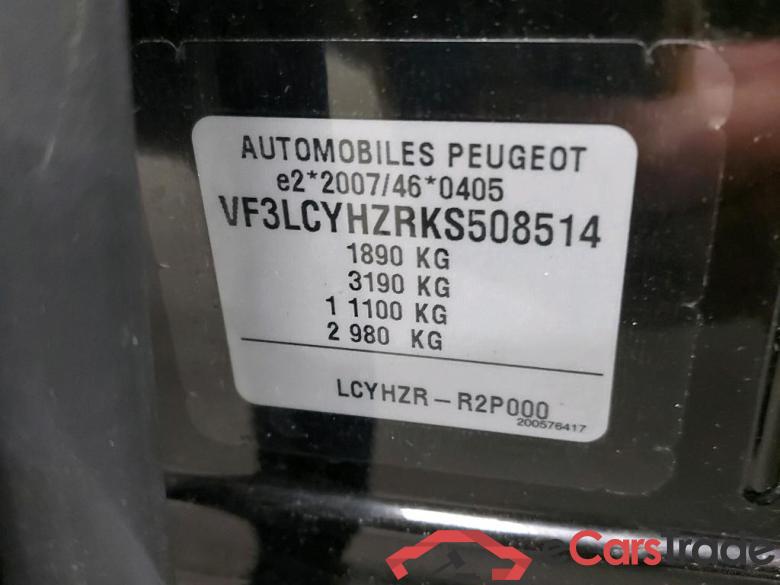 AUTOMOBILES PEUGEOT
e2*2007/46*0405
VF3LCYHZRKS508514
1890 KG
3190 KG
1 1100 KG
2 980 KG
LCYHZR – R2P000
200576417
eCarsTrade